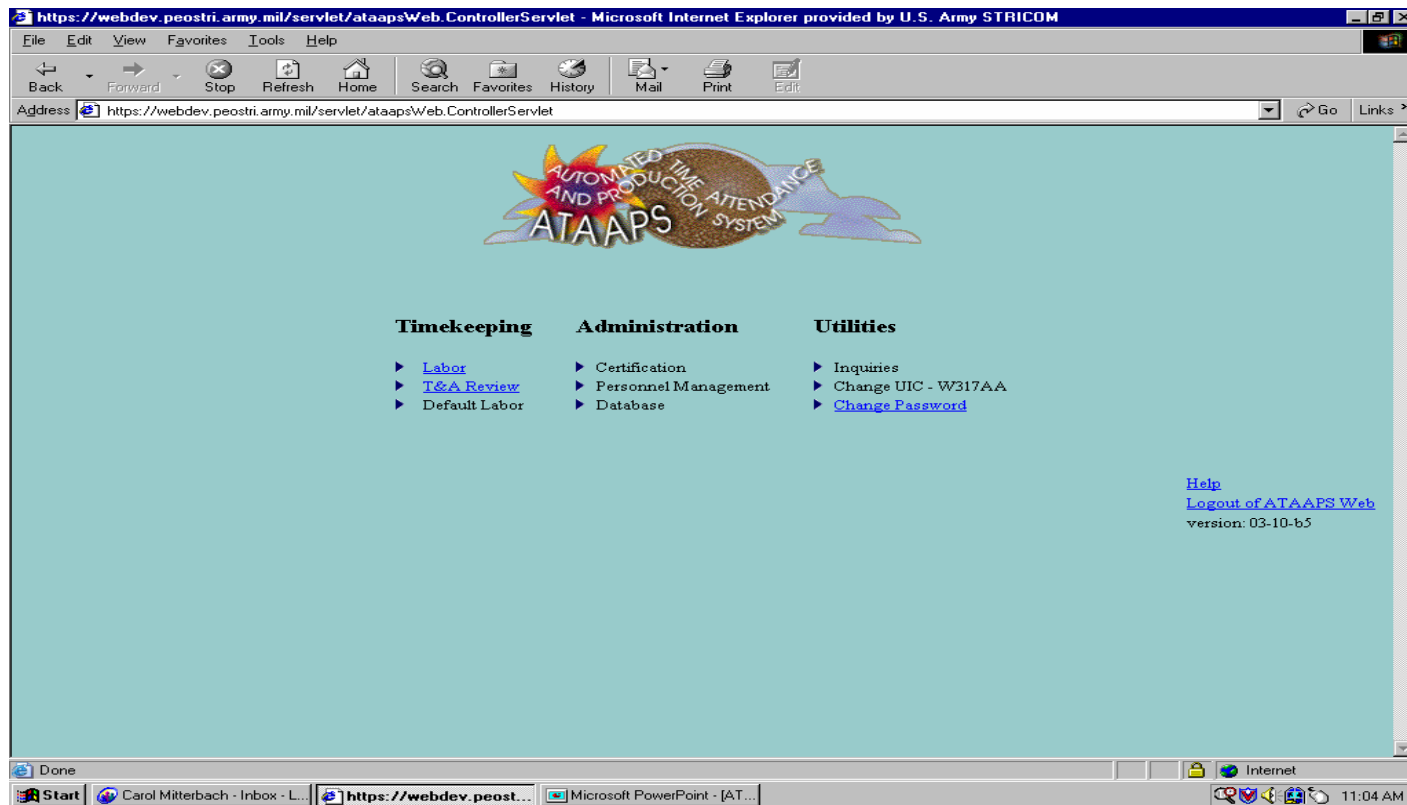 https://webdev.peostri.army.mil/servlet/ataapsWeb.ControllerServlet - Microsoft Internet Explorer provided by U.S. Army STRICOM
File Edit View Favorites Tools Help
Back Forward Stop Refresh Home Search Favorites History Mail Print Edit
Address https://webdev.peostri.army.mil/servlet/ataapsWeb.ControllerServlet Go Links »
AUTOMATED TIME ATTENDANCE
AND PRODUCTION SYSTEM
ATAAPS
Timekeeping Administration Utilities
Labor Certification Inquiries
T&A Review Personnel Management Change UIC - W317AA
Default Labor Database Change Password
Help
Logout of ATAAPS Web
version: 03-10-b5
Done Internet
Start Carol Mitterbach - Inbox - L... https://webdev.peost... Microsoft PowerPoint - [AT... 11:04 AM